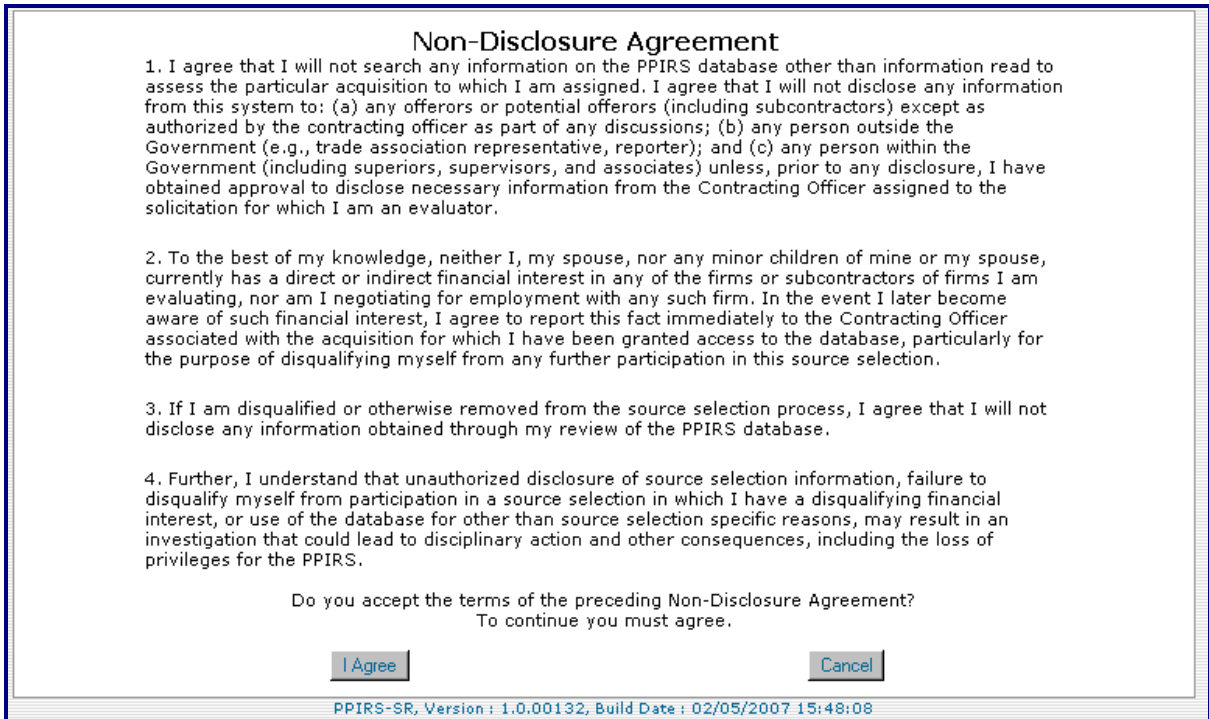 Non-Disclosure Agreement
1. I agree that I will not search any information on the PPIRS database other than information read to
assess the particular acquisition to which I am assigned. I agree that I will not disclose any information
from this system to: (a) any offerors or potential offerors (including subcontractors) except as
authorized by the contracting officer as part of any discussions; (b) any person outside the
Government (e.g., trade association representative, reporter); and (c) any person within the
Government (including superiors, supervisors, and associates) unless, prior to any disclosure, I have
obtained approval to disclose necessary information from the Contracting Officer assigned to the
solicitation for which I am an evaluator.
2. To the best of my knowledge, neither I, my spouse, nor any minor children of mine or my spouse,
currently has a direct or indirect financial interest in any of the firms or subcontractors of firms I am
evaluating, nor am I negotiating for employment with any such firm. In the event I later become
aware of such financial interest, I agree to report this fact immediately to the Contracting Officer
associated with the acquisition for which I have been granted access to the database, particularly for
the purpose of disqualifying myself from any further participation in this source selection.
3. If I am disqualified or otherwise removed from the source selection process, I agree that I will not
disclose any information obtained through my review of the PPIRS database.
4. Further, I understand that unauthorized disclosure of source selection information, failure to
disqualify myself from participation in a source selection in which I have a disqualifying financial
interest, or use of the database for other than source selection specific reasons, may result in an
investigation that could lead to disciplinary action and other consequences, including the loss of
privileges for the PPIRS.
Do you accept the terms of the preceding Non-Disclosure Agreement?
To continue you must agree.
I Agree Cancel
PPIRS-SR, Version : 1.0.00132, Build Date : 02/05/2007 15:48:08